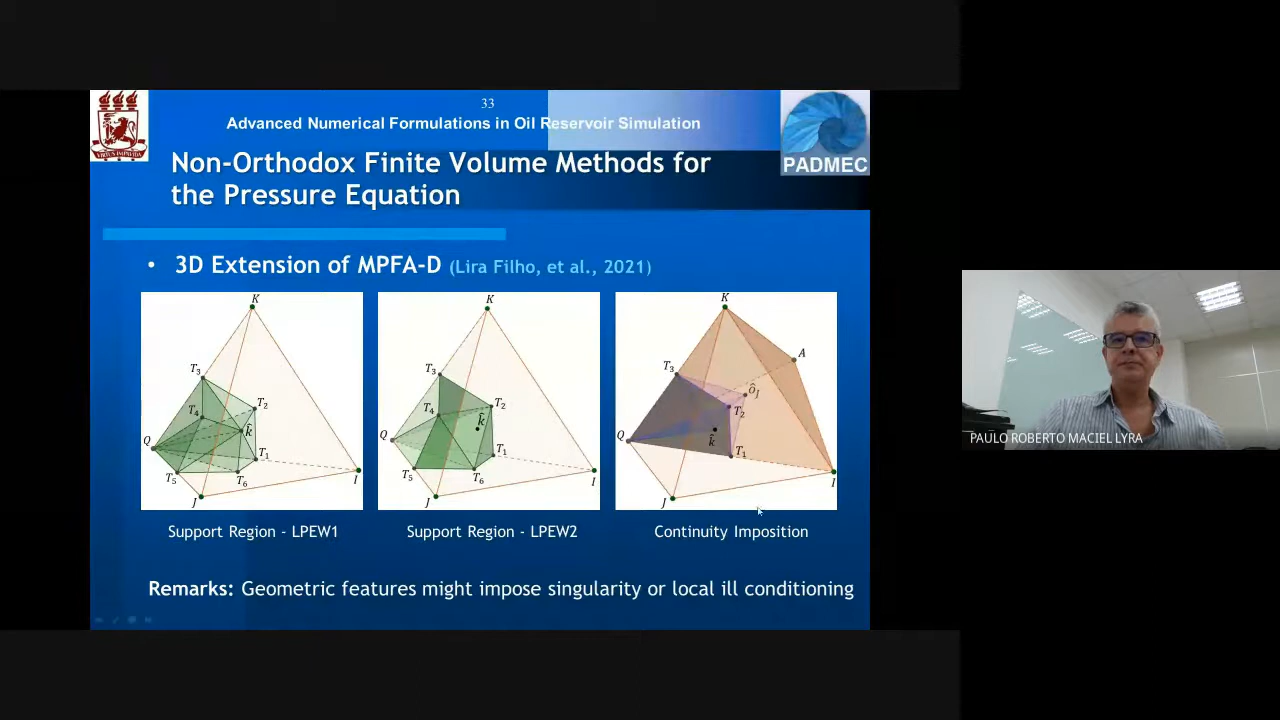 33
Advanced Numerical Formulations in Oil Reservoir Simulation
VIRTUS IMPAVIDA
PADMEC
Non-Orthodox Finite Volume Methods for
the Pressure Equation
• 3D Extension of MPFA-D (Lira Filho, et al., 2021)
K
T3
T4
T2
k̂
Q
T1
T5
T6
I
J
K
T3
T4
T2
k̂
Q
T1
T5
T6
I
J
K
A
T3
ÔJ
T2
k̂
Q
T1
I
J
Support Region - LPEW1
Support Region - LPEW2
Continuity Imposition
Remarks: Geometric features might impose singularity or local ill conditioning
PAULO ROBERTO MACIEL LYRA